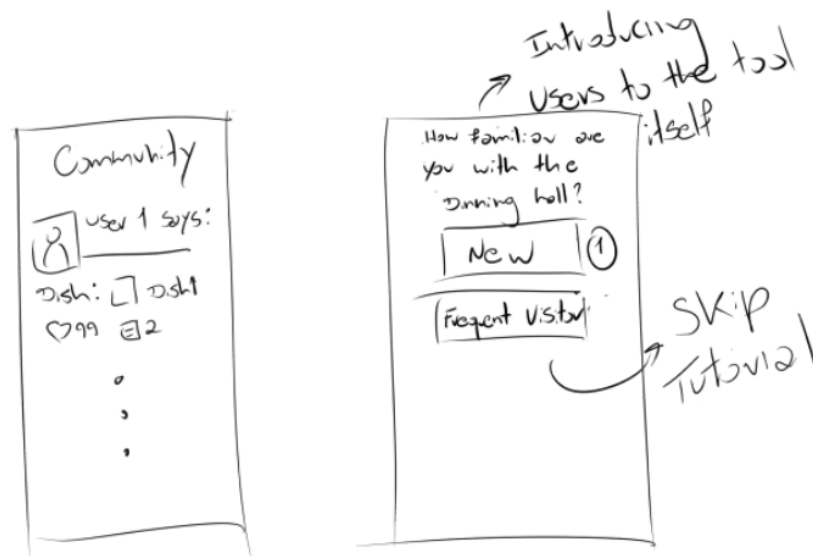 Community
User 1 says:
Dish: Dish1
99 2
Introducing
users to the tool
itself
How familiar are
you with the
Dinning hall?
New 1
Frequent Visitor
Skip
Tutorial